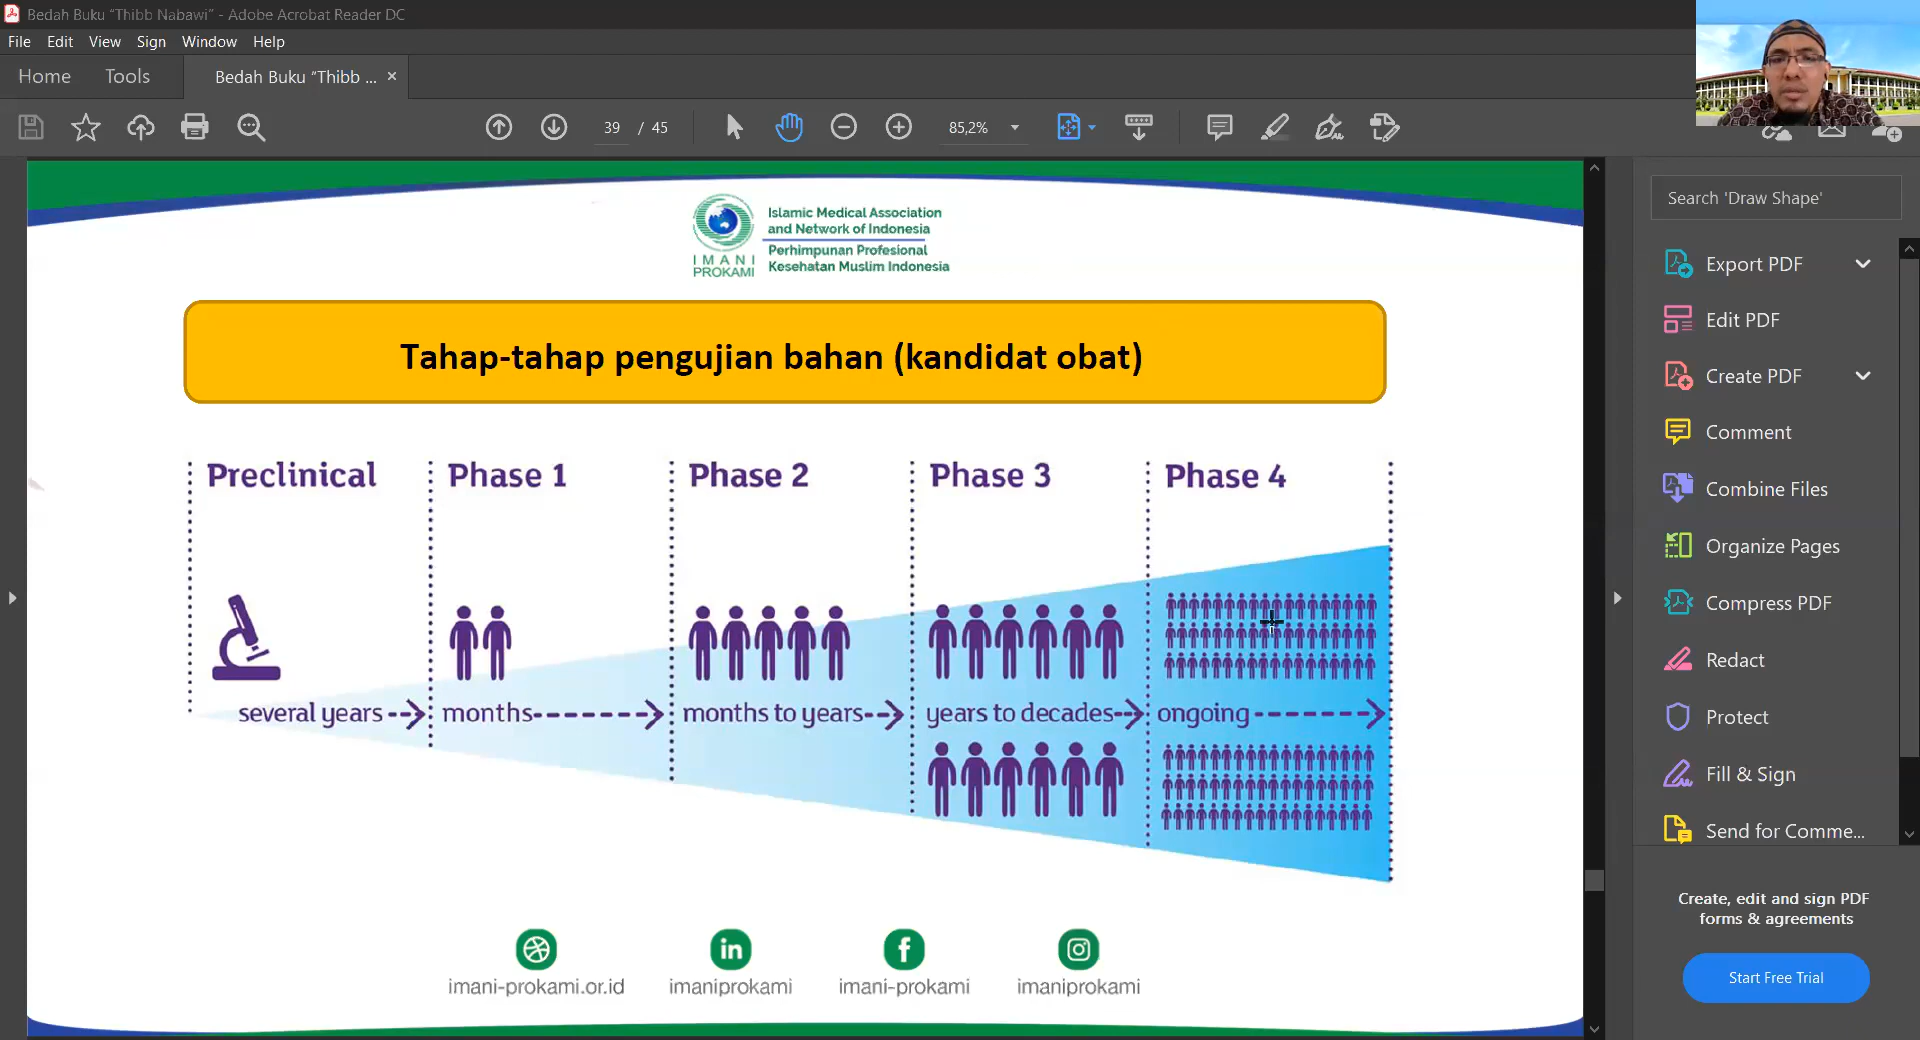 Bedah Buku “Thibb Nabawi” - Adobe Acrobat Reader DC
File Edit View Sign Window Help
Home Tools Bedah Buku “Thibb ... ×
39 / 45 85,2%
Search 'Draw Shape'
Islamic Medical Association
and Network of Indonesia
Perhimpunan Profesional
Kesehatan Muslim Indonesia
IMANI
PROKAMI
Tahap-tahap pengujian bahan (kandidat obat)
Preclinical Phase 1 Phase 2 Phase 3 Phase 4
several years months months to years years to decades ongoing
imani-prokami.or.id imaniprokami imani-prokami imaniprokami
Export PDF
Edit PDF
Create PDF
Comment
Combine Files
Organize Pages
Compress PDF
Redact
Protect
Fill & Sign
Send for Comme...
Create, edit and sign PDF
forms & agreements
Start Free Trial